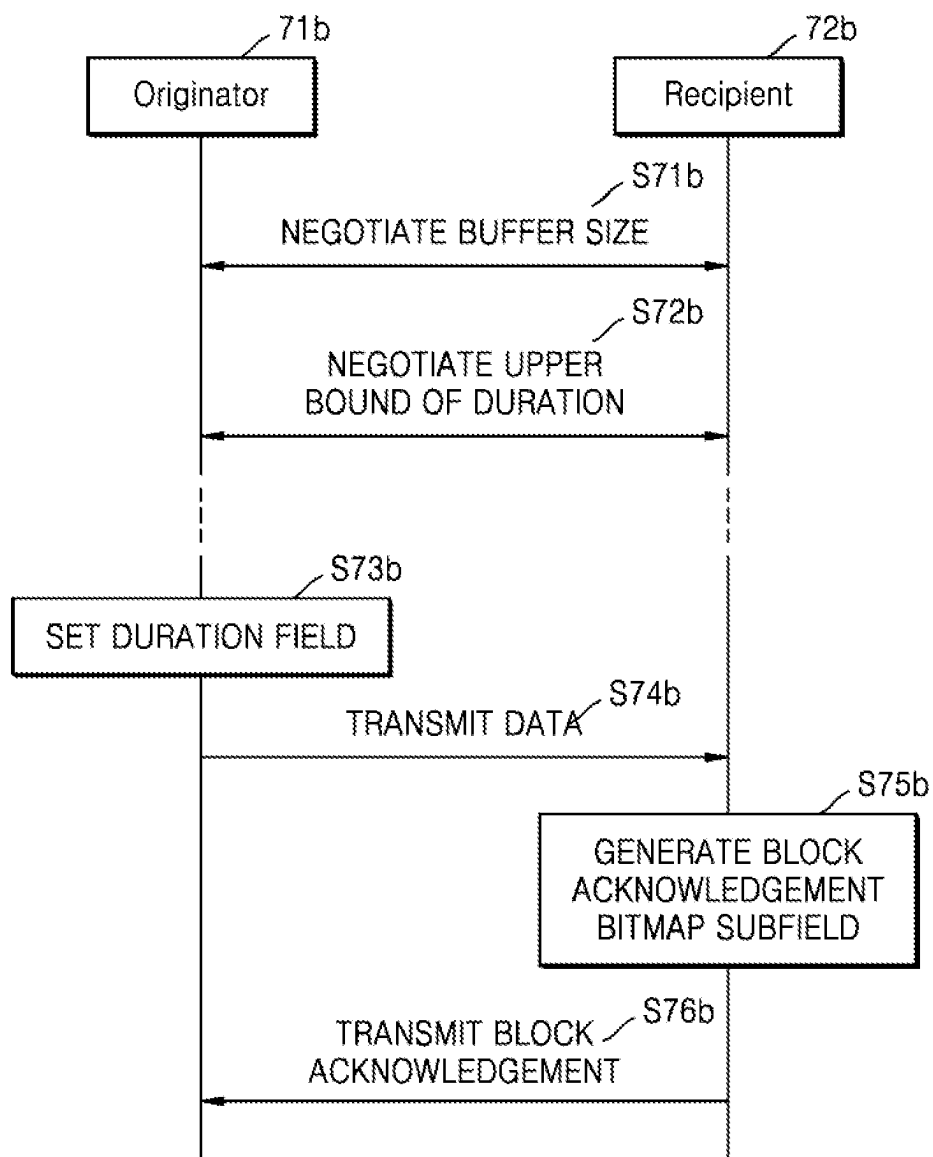 71b
72b
Originator
Recipient
S71b
NEGOTIATE BUFFER SIZE
S72b
NEGOTIATE UPPER
BOUND OF DURATION
S73b
SET DURATION FIELD
S74b
TRANSMIT DATA
S75b
GENERATE BLOCK
ACKNOWLEDGEMENT
BITMAP SUBFIELD
S76b
TRANSMIT BLOCK
ACKNOWLEDGEMENT